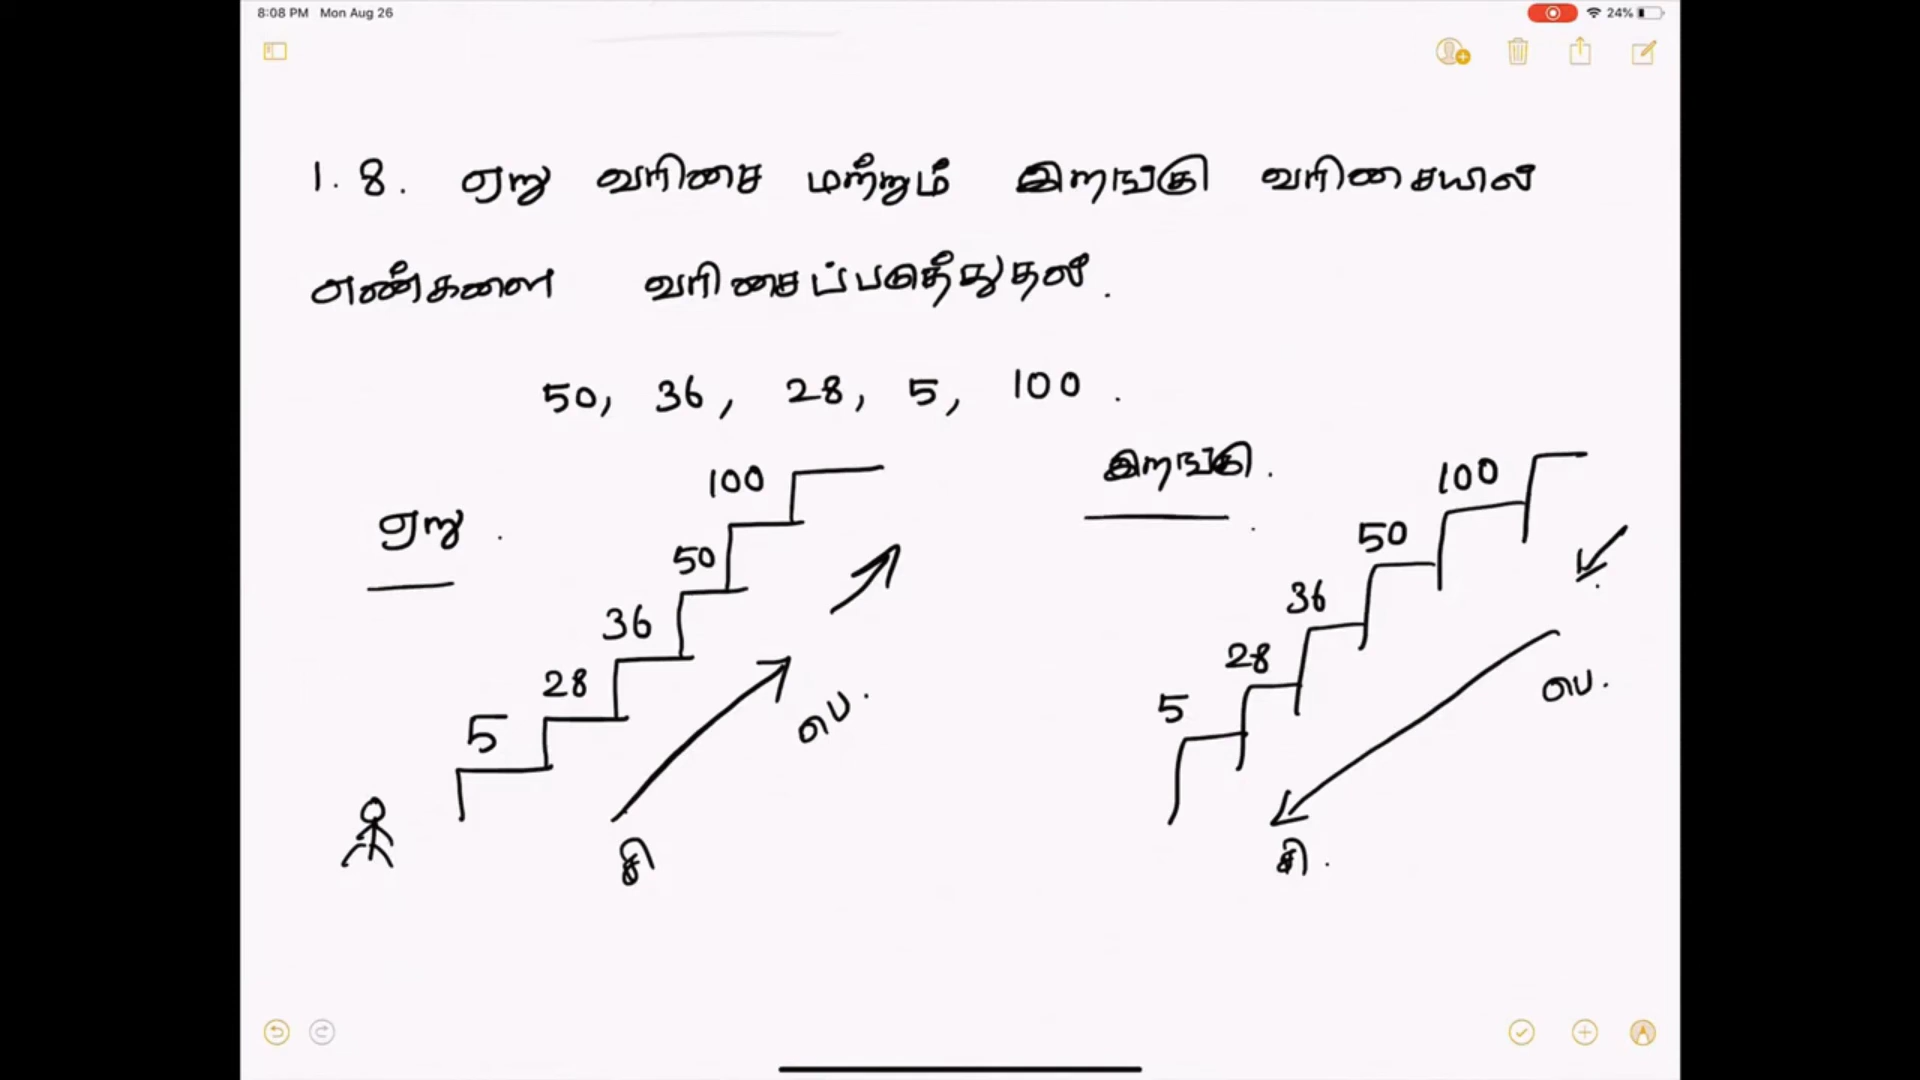 8:08 PM Mon Aug 26
24%
1.8. ஏறு வரிசை மற்றும் இறங்கு வரிசையில்
எண்களை வரிசைப்படுத்துதல்.
50, 36, 28, 5, 100.
ஏறு.
100
50
36
28
5
பெ.
சி
இறங்கு.
100
50
36
28
5
பெ.
சி.